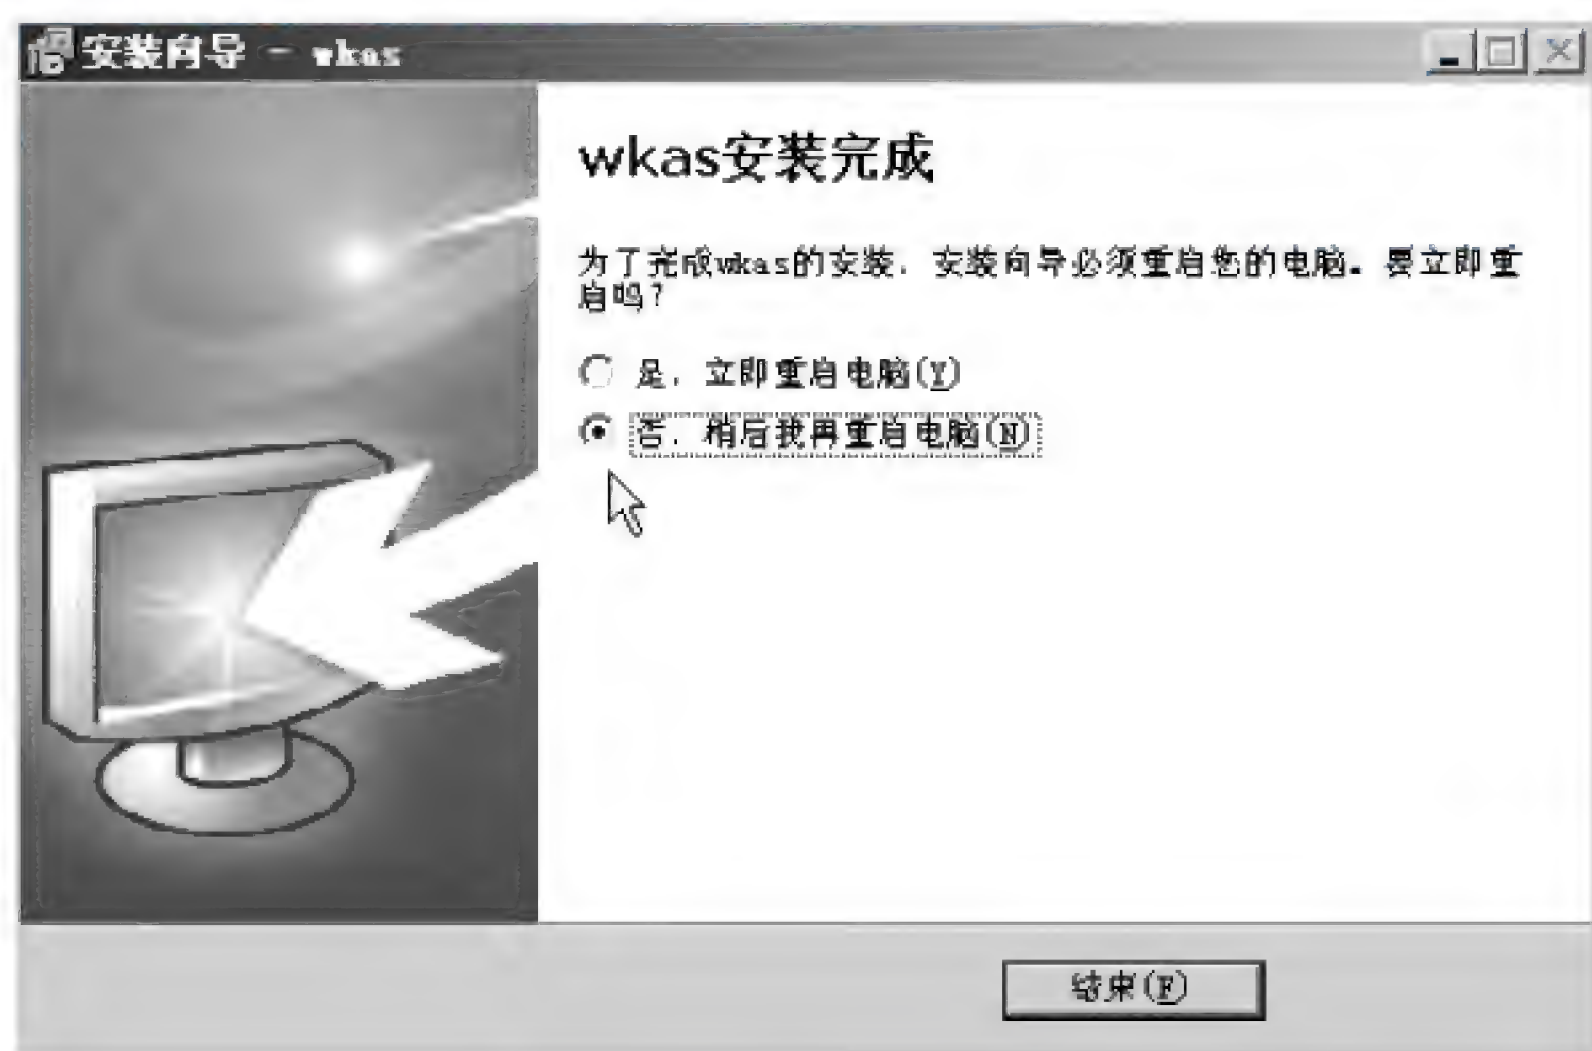 安装向导 - wkas
wkas安装完成
为了完成wkas的安装，安装向导必须重启您的电脑。要立即重
启吗？
是，立即重启电脑(Y)
否，稍后我再重启电脑(N)
结束(F)